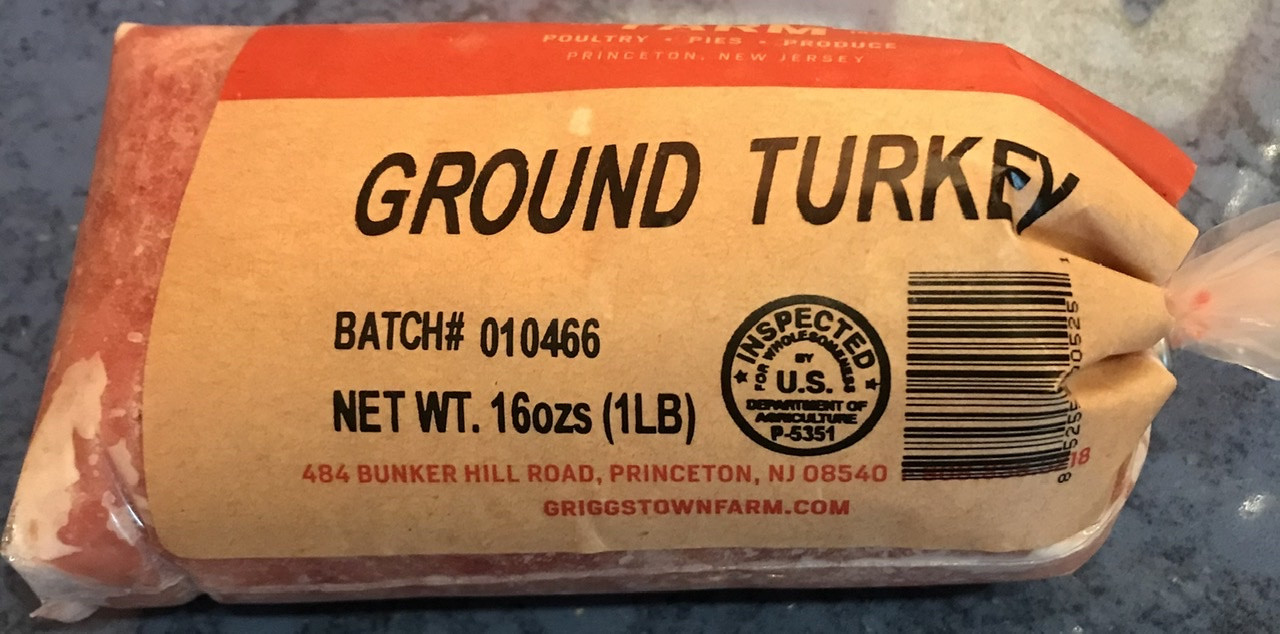 FARM
POULTRY • PIES • PRODUCE
PRINCETON, NEW JERSEY
GROUND TURKEY
BATCH# 010466
NET WT. 16ozs (1LB)
INSPECTED
FOR WHOLESOMENESS
BY
U.S.
DEPARTMENT OF
AGRICULTURE
P-5351
484 BUNKER HILL ROAD, PRINCETON, NJ 08540
GRIGGSTOWNFARM.COM